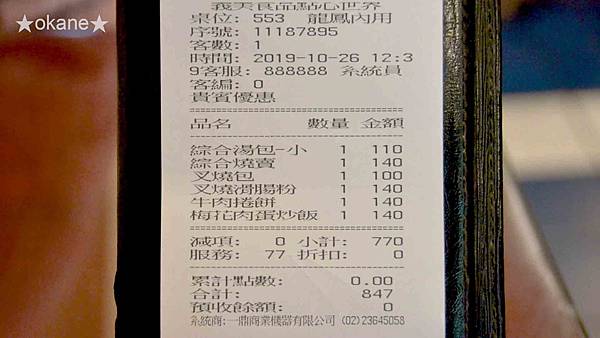 ★okane★
義美食品點心世界
桌位: 553 龍鳳內用
序號: 11187895
客數: 1
時間: 2019-10-26 12:3
9客服: 888888 系統員
客編: 0
貴賓優惠
品名 數量 金額
綜合湯包-小 1 110
綜合燒賣 1 140
叉燒包 1 100
叉燒滑腸粉 1 140
牛肉捲餅 1 140
梅花肉蛋炒飯 1 140
減項: 0 小計: 770
服務: 77 折扣: 0
累計點數: 0.00
合計: 847
預收餘額: 0
系統商:一鼎商業機器有限公司 (02)23645058